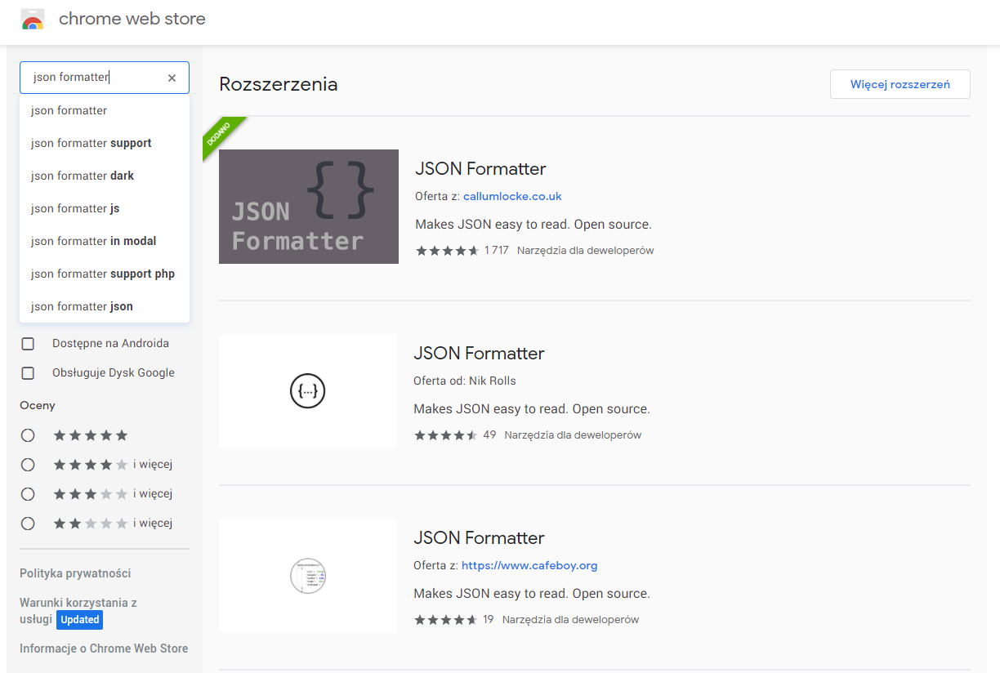 chrome web store
json formatter
json formatter
json formatter support
json formatter dark
json formatter js
json formatter in modal
json formatter support php
json formatter json
Dostępne na Androida
Obsługuje Dysk Google
Oceny
i więcej
i więcej
i więcej
Polityka prywatności
Warunki korzystania z
usługi Updated
Informacje o Chrome Web Store
Rozszerzenia
Więcej rozszerzeń
DODANO
JSON
Formatter
{}
JSON Formatter
Oferta z: callumlocke.co.uk
Makes JSON easy to read. Open source.
1 717 Narzędzia dla deweloperów
{...}
JSON Formatter
Oferta od: Nik Rolls
Makes JSON easy to read. Open source.
49 Narzędzia dla deweloperów
JSON Formatter
Oferta z: https://www.cafeboy.org
Makes JSON easy to read. Open source.
19 Narzędzia dla deweloperów